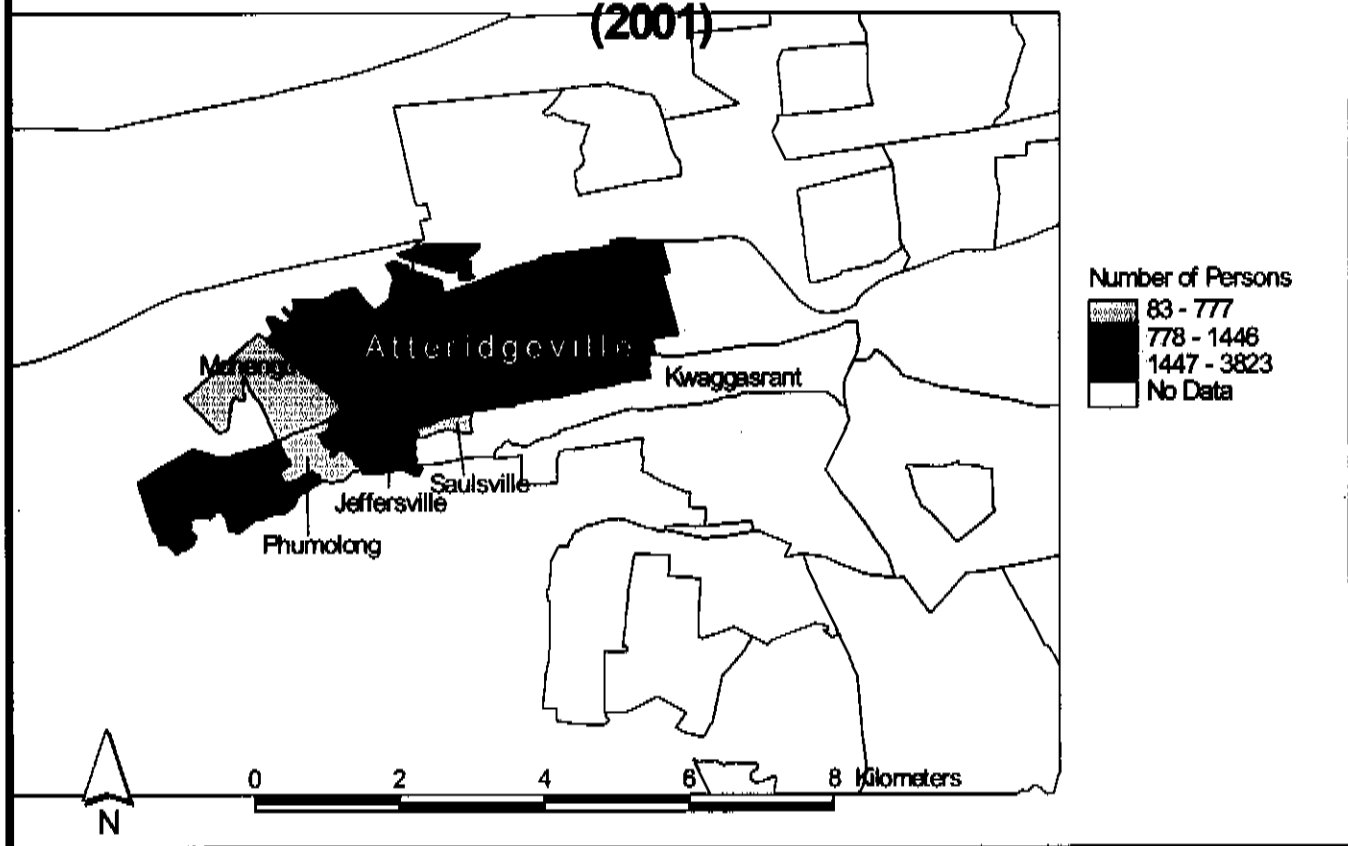 (2001)
Number of Persons
83 - 777
778 - 1446
1447 - 3823
No Data
Atteridgeville
Kwaggasrant
Saulsville
Jeffersville
Phumolong
0 2 4 6 8 Kilometers
N